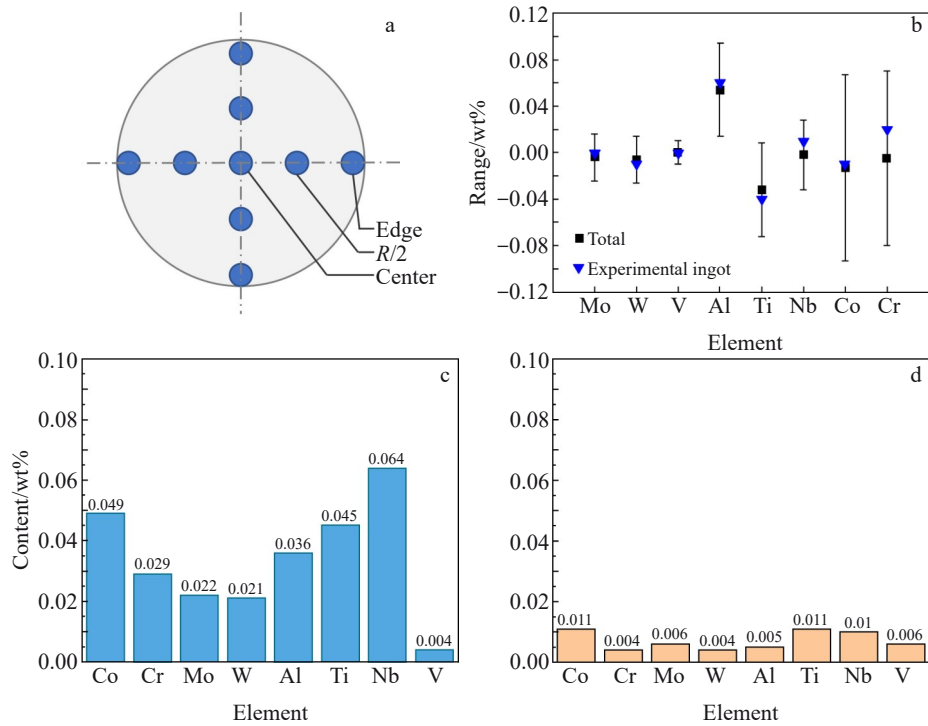 a
Edge
R/2
Center
b
Range/wt%
0.12
0.08
0.04
0.00
−0.04
−0.08
−0.12
Total
Experimental ingot
Mo W V Al Ti Nb Co Cr
Element
c
Content/wt%
0.10
0.08
0.06
0.04
0.02
0.00
0.049
0.029
0.022
0.021
0.036
0.045
0.064
0.004
Co Cr Mo W Al Ti Nb V
Element
d
0.10
0.08
0.06
0.04
0.02
0.00
0.011
0.004
0.006
0.004
0.005
0.011
0.01
0.006
Co Cr Mo W Al Ti Nb V
Element